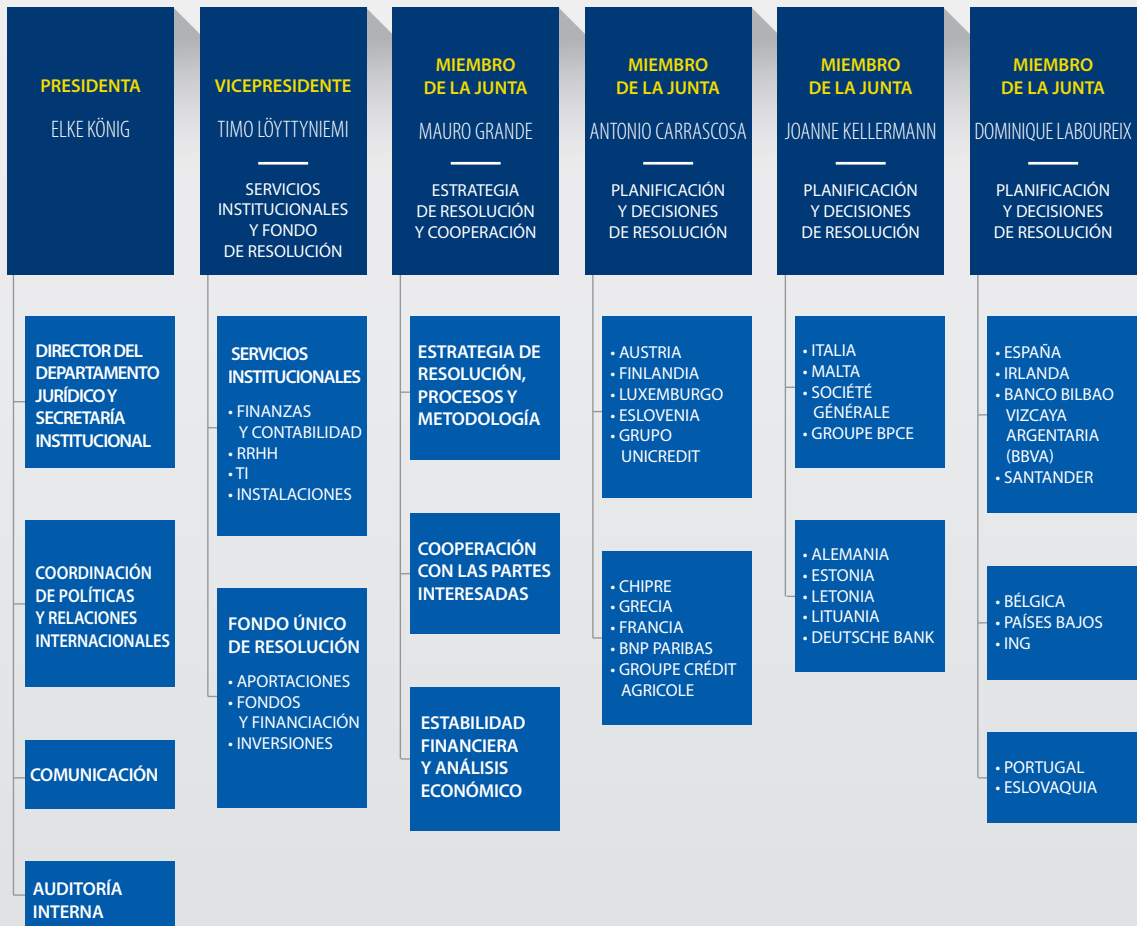 PRESIDENTA
ELKE KÖNIG
DIRECTOR DEL
DEPARTAMENTO
JURÍDICO Y
SECRETARÍA
INSTITUCIONAL
COORDINACIÓN
DE POLÍTICAS
Y RELACIONES
INTERNACIONALES
COMUNICACIÓN
AUDITORÍA
INTERNA
VICEPRESIDENTE
TIMO LÖYTTYNIEMI
SERVICIOS
INSTITUCIONALES
Y FONDO
DE RESOLUCIÓN
SERVICIOS
INSTITUCIONALES
• FINANZAS
Y CONTABILIDAD
• RRHH
• TI
• INSTALACIONES
FONDO ÚNICO
DE RESOLUCIÓN
• APORTACIONES
• FONDOS
Y FINANCIACIÓN
• INVERSIONES
MIEMBRO
DE LA JUNTA
MAURO GRANDE
ESTRATEGIA
DE RESOLUCIÓN
Y COOPERACIÓN
ESTRATEGIA DE
RESOLUCIÓN,
PROCESOS Y
METODOLOGÍA
COOPERACIÓN
CON LAS PARTES
INTERESADAS
ESTABILIDAD
FINANCIERA
Y ANÁLISIS
ECONÓMICO
MIEMBRO
DE LA JUNTA
ANTONIO CARRASCOSA
PLANIFICACIÓN
Y DECISIONES
DE RESOLUCIÓN
• AUSTRIA
• FINLANDIA
• LUXEMBURGO
• ESLOVENIA
• GRUPO
UNICREDIT
• CHIPRE
• GRECIA
• FRANCIA
• BNP PARIBAS
• GROUPE CRÉDIT
AGRICOLE
MIEMBRO
DE LA JUNTA
JOANNE KELLERMANN
PLANIFICACIÓN
Y DECISIONES
DE RESOLUCIÓN
• ITALIA
• MALTA
• SOCIÉTÉ
GÉNÉRALE
• GROUPE BPCE
• ALEMANIA
• ESTONIA
• LETONIA
• LITUANIA
• DEUTSCHE BANK
MIEMBRO
DE LA JUNTA
DOMINIQUE LABOUREIX
PLANIFICACIÓN
Y DECISIONES
DE RESOLUCIÓN
• ESPAÑA
• IRLANDA
• BANCO BILBAO
VIZCAYA
ARGENTARIA
(BBVA)
• SANTANDER
• BÉLGICA
• PAÍSES BAJOS
• ING
• PORTUGAL
• ESLOVAQUIA